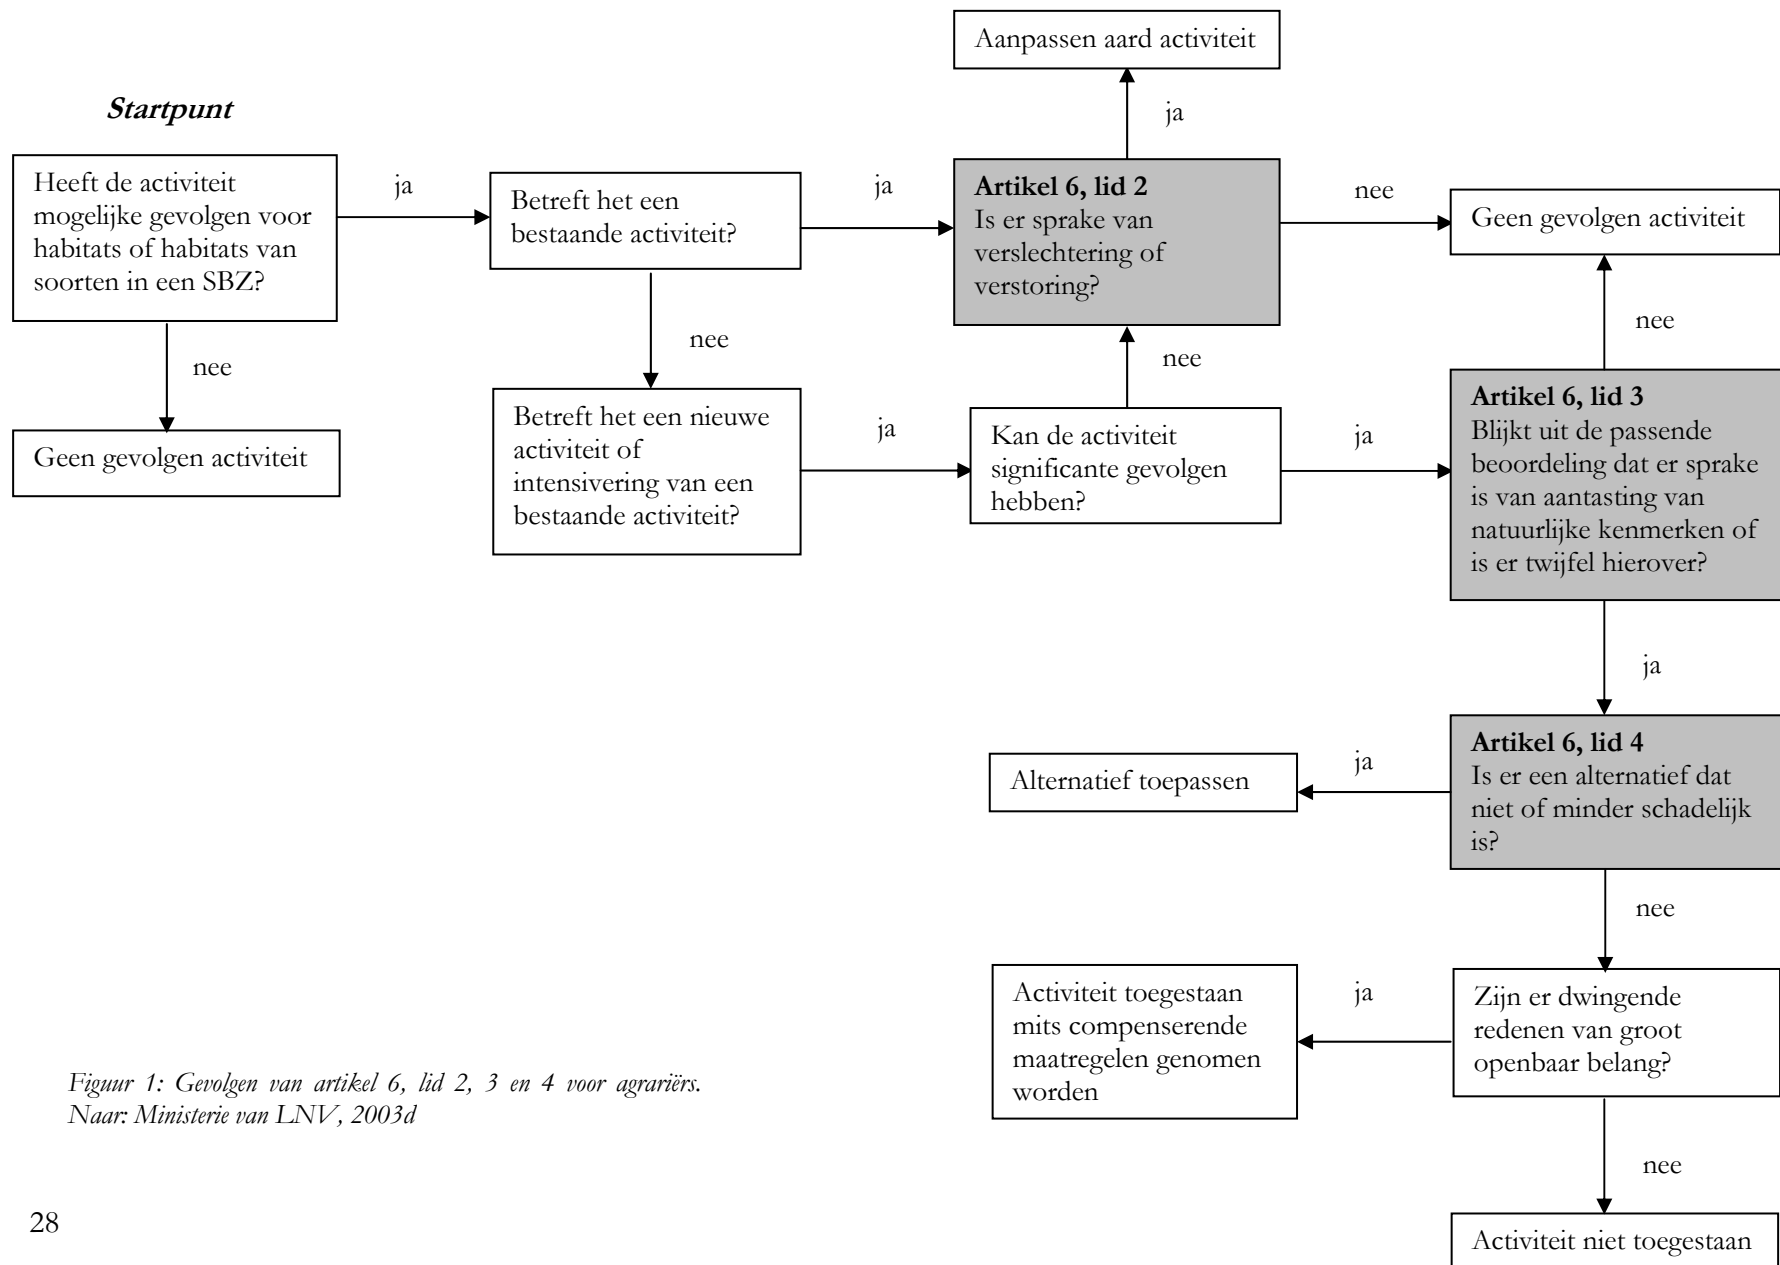 Aanpassen aard activiteit
Startpunt
ja
Heeft de activiteit
mogelijke gevolgen voor
habitats of habitats van
soorten in een SBZ?
ja
Betreft het een
bestaande activiteit?
ja
Artikel 6, lid 2
Is er sprake van
verslechtering of
verstoring?
nee
Geen gevolgen activiteit
nee
nee
nee
nee
Geen gevolgen activiteit
Betreft het een nieuwe
activiteit of
intensivering van een
bestaande activiteit?
ja
Kan de activiteit
significante gevolgen
hebben?
ja
Artikel 6, lid 3
Blijkt uit de passende
beoordeling dat er sprake
is van aantasting van
natuurlijke kenmerken of
is er twijfel hierover?
ja
Alternatief toepassen
ja
Artikel 6, lid 4
Is er een alternatief dat
niet of minder schadelijk
is?
nee
Activiteit toegestaan
mits compenserende
maatregelen genomen
worden
ja
Zijn er dwingende
redenen van groot
openbaar belang?
Figuur 1: Gevolgen van artikel 6, lid 2, 3 en 4 voor agrariërs.
Naar: Ministerie van LNV, 2003d
nee
28
Activiteit niet toegestaan